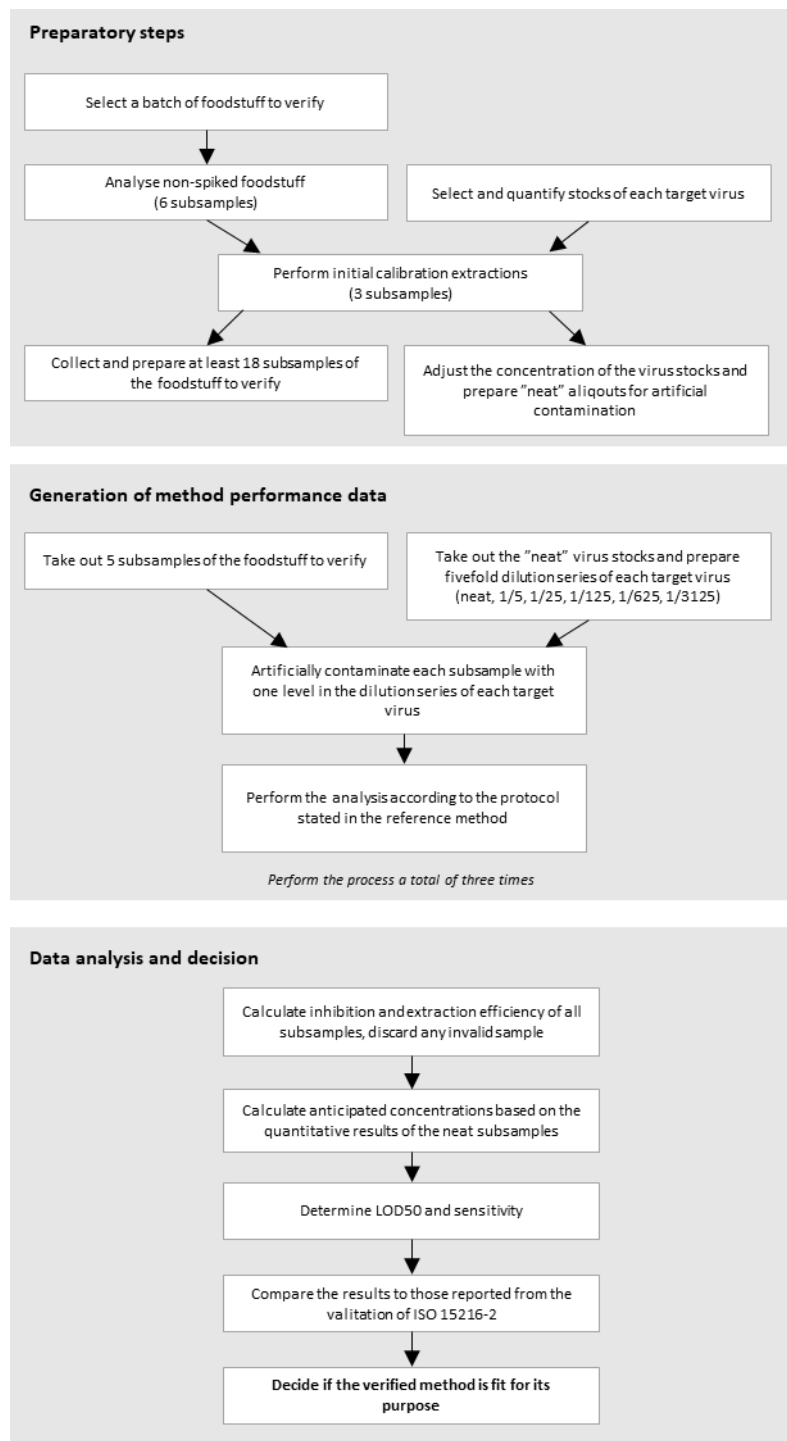 Preparatory steps
Select a batch of foodstuff to verify
Analyse non-spiked foodstuff
(6 subsamples)
Select and quantify stocks of each target virus
Perform initial calibration extractions
(3 subsamples)
Collect and prepare at least 18 subsamples of
the foodstuff to verify
Adjust the concentration of the virus stocks and
prepare "neat" aliqouts for artificial
contamination
Generation of method performance data
Take out 5 subsamples of the foodstuff to verify
Take out the "neat" virus stocks and prepare
fivefold dilution series of each target virus
(neat, 1/5, 1/25, 1/125, 1/625, 1/3125)
Artificially contaminate each subsample with
one level in the dilution series of each target
virus
Perform the analysis according to the protocol
stated in the reference method
Perform the process a total of three times
Data analysis and decision
Calculate inhibition and extraction efficiency of all
subsamples, discard any invalid sample
Calculate anticipated concentrations based on the
quantitative results of the neat subsamples
Determine LOD50 and sensitivity
Compare the results to those reported from the
valitation of ISO 15216-2
Decide if the verified method is fit for its
purpose